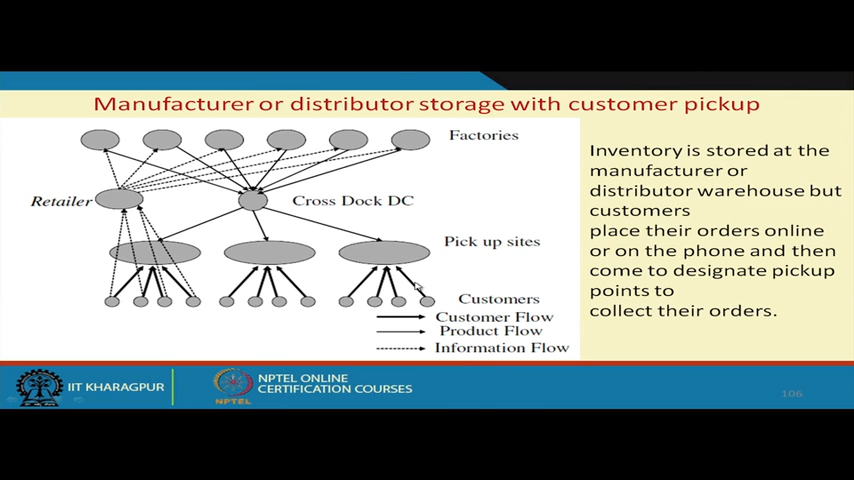 Manufacturer or distributor storage with customer pickup
Factories
Retailer
Cross Dock DC
Pick up sites
Customers
Customer Flow
Product Flow
Information Flow
Inventory is stored at the
manufacturer or
distributor warehouse but
customers
place their orders online
or on the phone and then
come to designate pickup
points to
collect their orders.
IIT KHARAGPUR
NPTEL
NPTEL ONLINE
CERTIFICATION COURSES
106